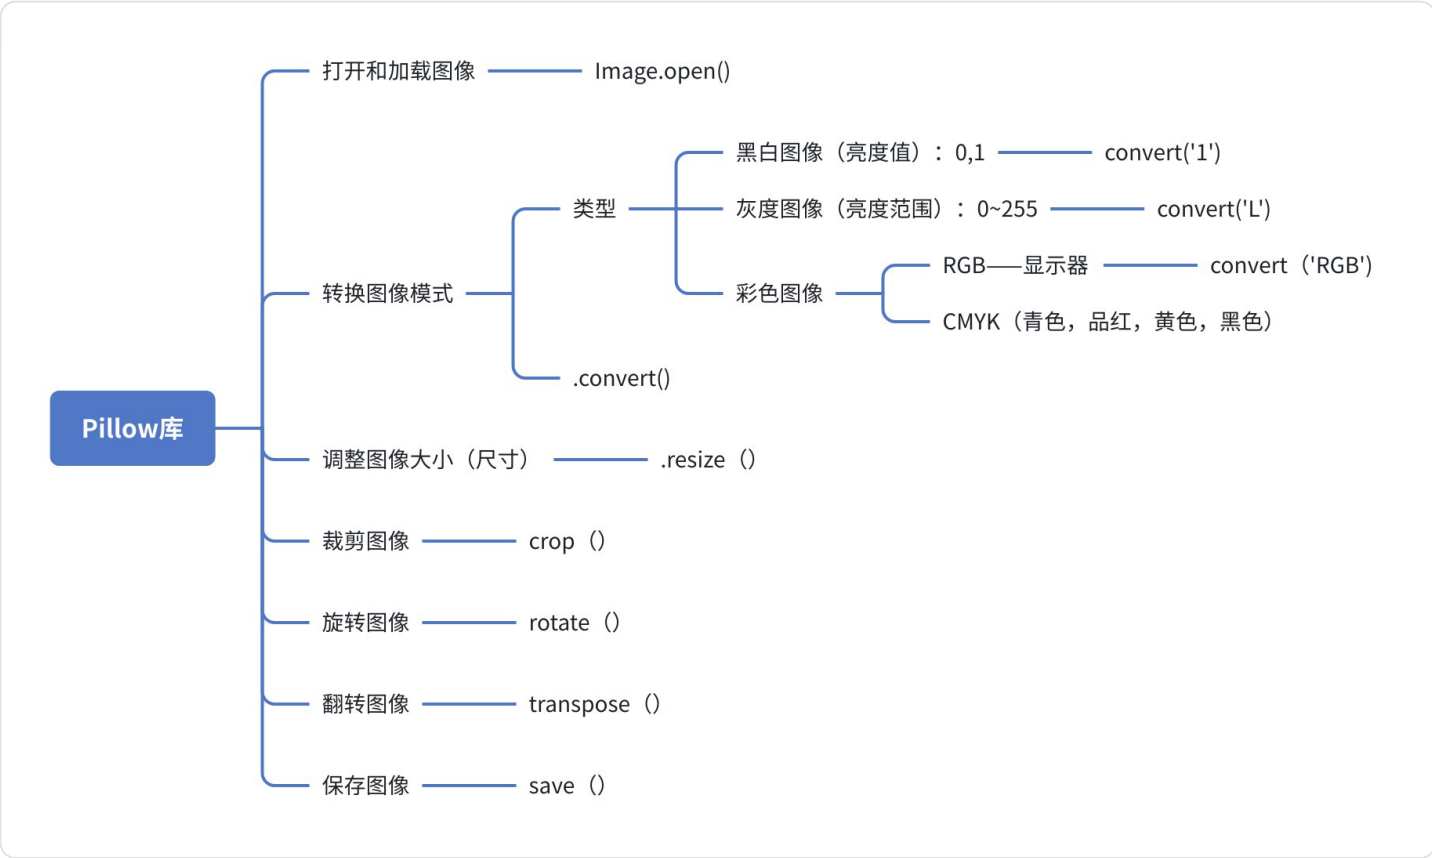 打开和加载图像
Image.open()
黑白图像（亮度值）：0,1
convert('1')
类型
灰度图像（亮度范围）：0~255
convert('L')
RGB——显示器
convert（'RGB')
转换图像模式
彩色图像
CMYK（青色，品红，黄色，黑色）
.convert()
Pillow库
调整图像大小（尺寸）
.resize（）
裁剪图像
crop（）
旋转图像
rotate（）
翻转图像
transpose（）
保存图像
save（）